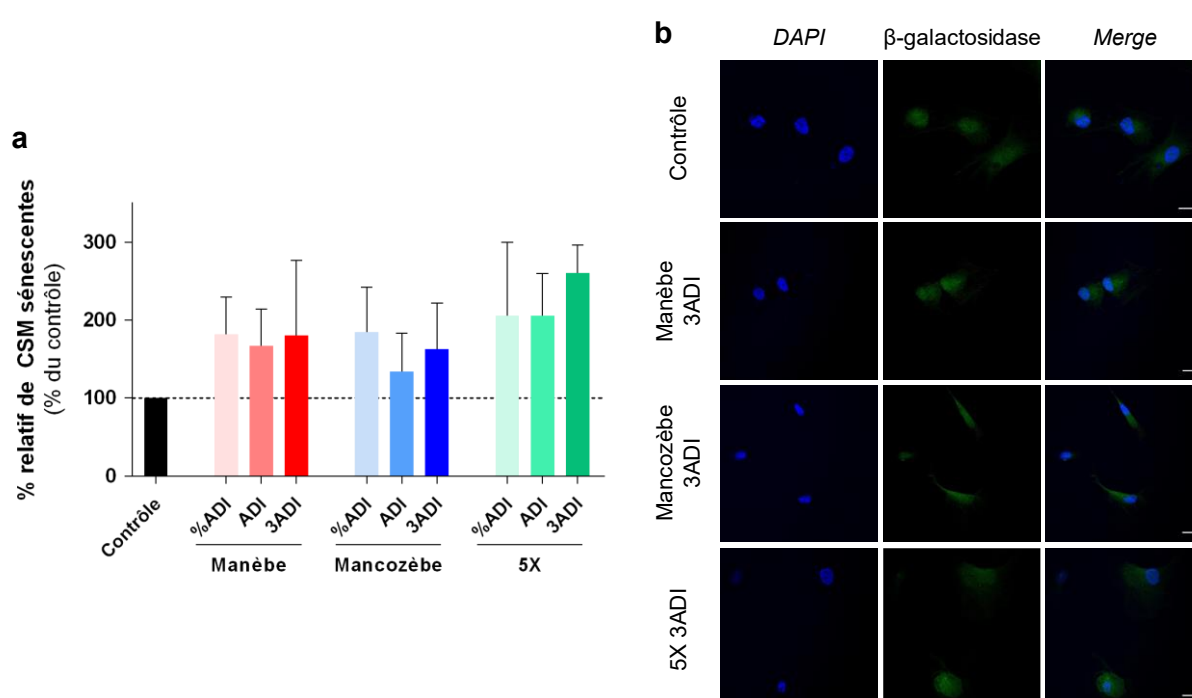 a
% relatif de CSM sénescentes
(% du contrôle)
300
200
100
0
Contrôle
%ADI
ADI
3ADI
%ADI
ADI
3ADI
%ADI
ADI
3ADI
Manèbe
Mancozèbe
5X
b
DAPI
β-galactosidase
Merge
Contrôle
Manèbe
3ADI
Mancozèbe
3ADI
5X 3ADI